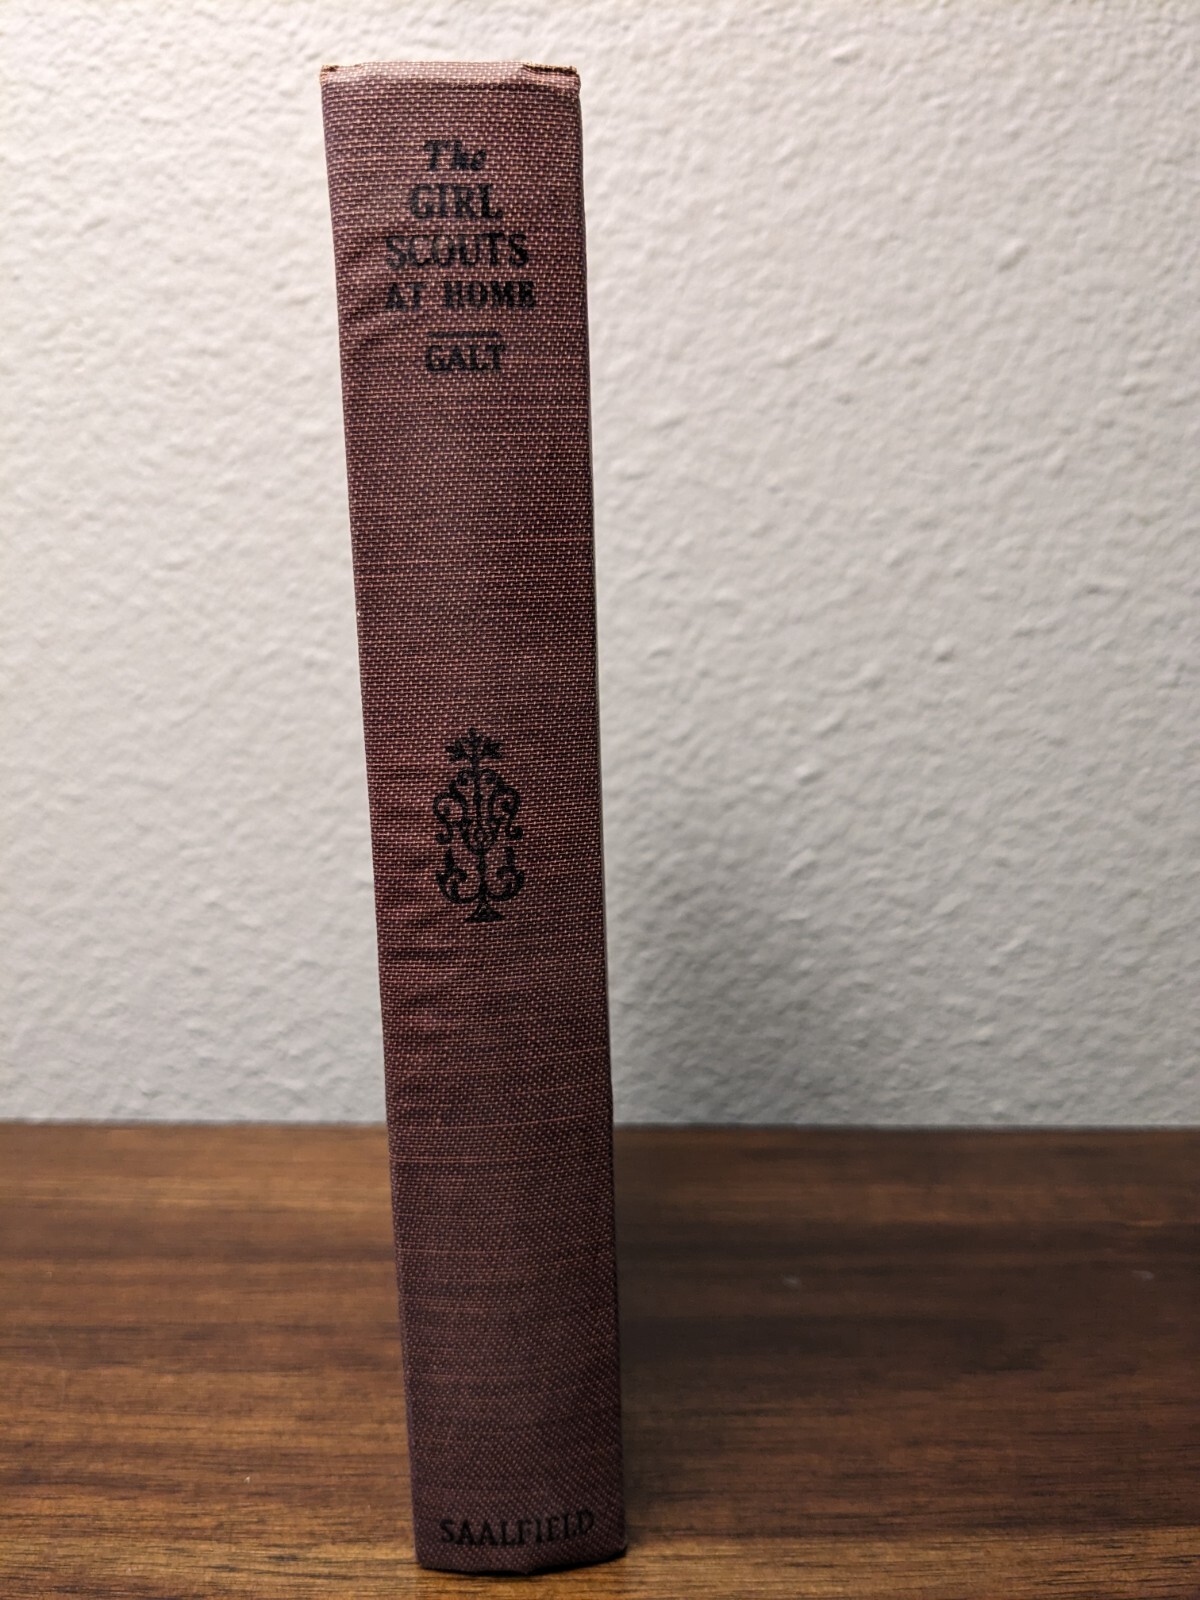 The
GIRL
SCOUTS
AT HOME
GALT
SAALFIELD